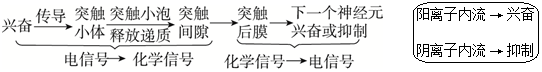 兴奋 传导 突触小体 突触小泡释放递质 突触间隙 突触后膜 下一个神经元兴奋或抑制
电信号→化学信号 化学信号→电信号
阳离子内流→兴奋
阴离子内流→抑制